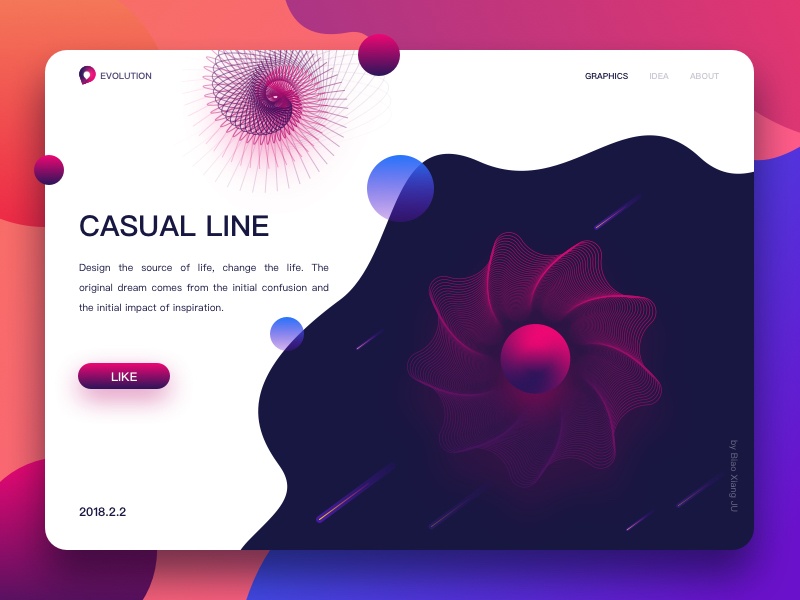 EVOLUTION
GRAPHICS IDEA ABOUT
CASUAL LINE
Design the source of life, change the life. The
original dream comes from the initial confusion and
the initial impact of inspiration.
LIKE
2018.2.2
by Biao Xiang JU